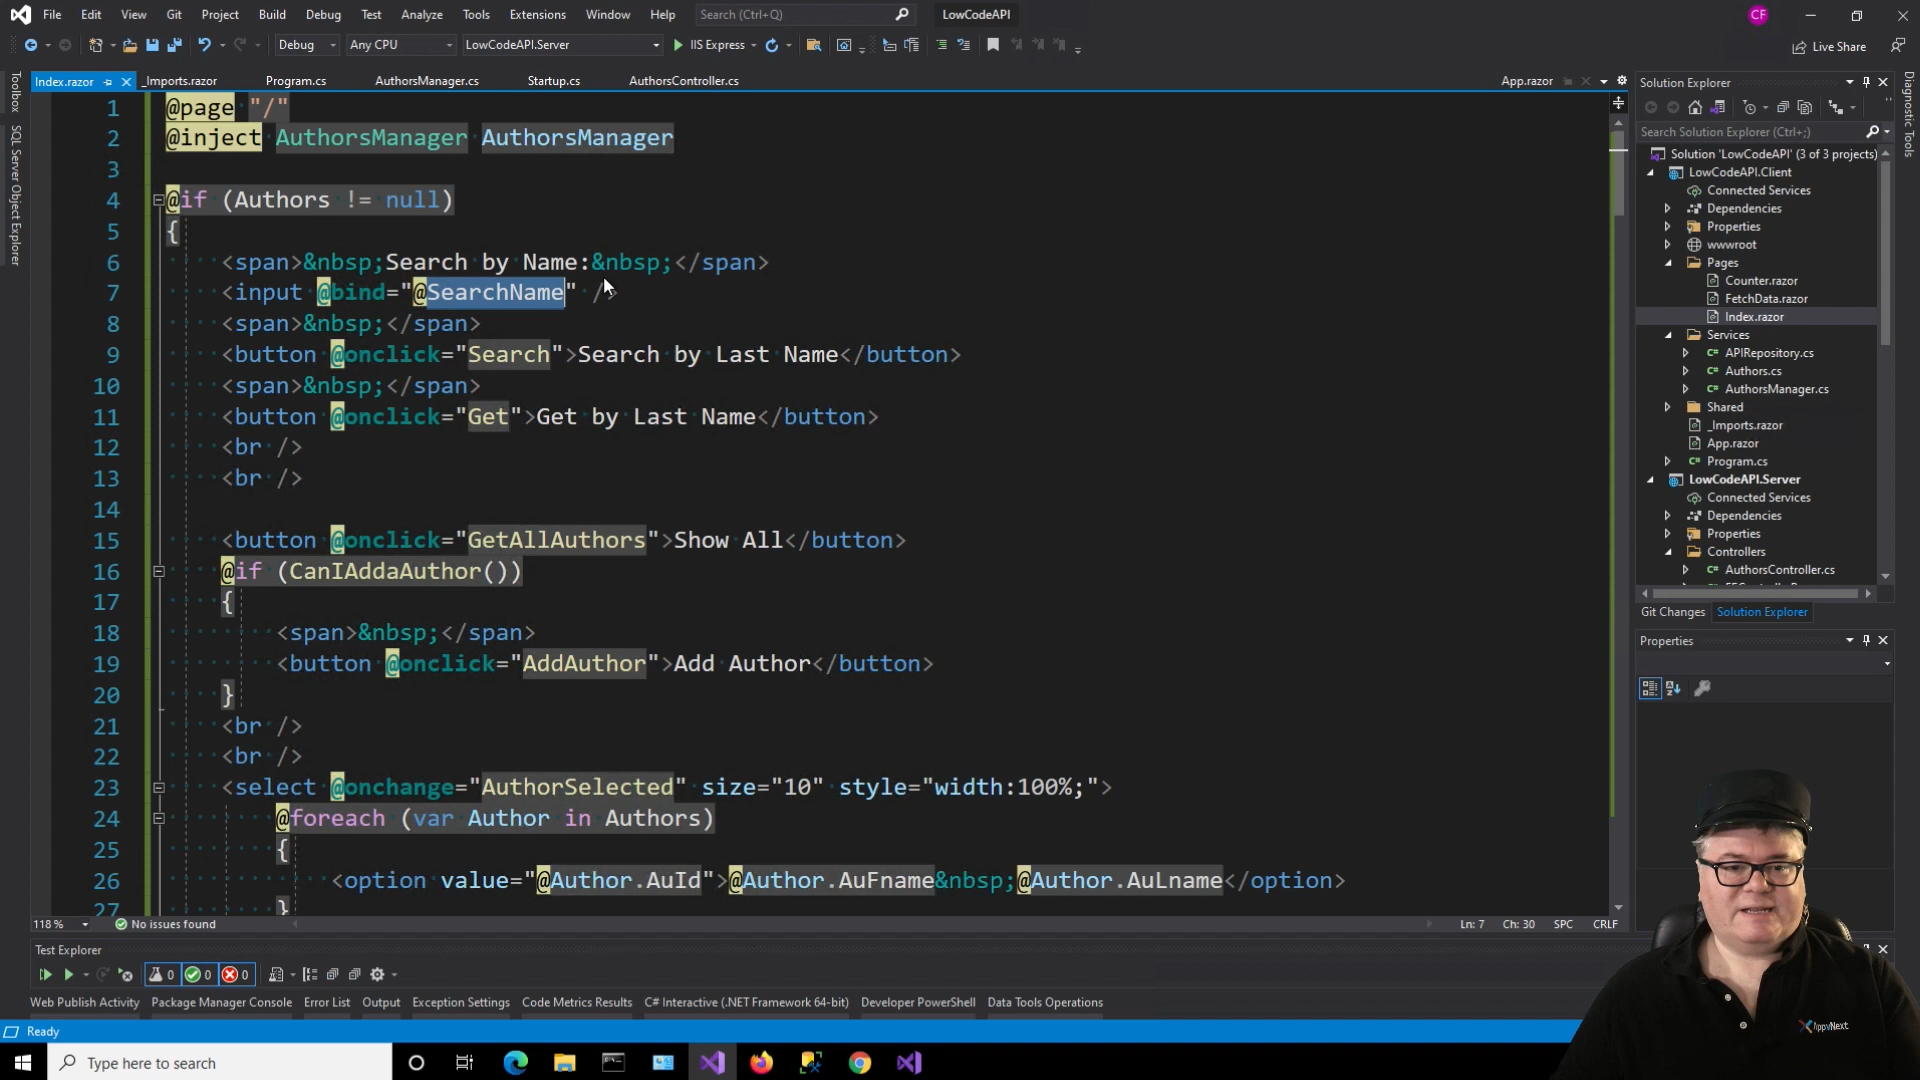 File Edit View Git Project Build Debug Test Analyze Tools Extensions Window Help Search (Ctrl+Q) LowCodeAPI CF
Debug Any CPU LowCodeAPI.Server IIS Express Live Share
Index.razor _Imports.razor Program.cs AuthorsManager.cs Startup.cs AuthorsController.cs App.razor
Toolbox
SQL Server Object Explorer
1 @page "/"
2 @inject AuthorsManager AuthorsManager
3
4 @if (Authors != null)
5 {
6 <span>&nbsp;Search by Name:&nbsp;</span>
7 <input @bind="@SearchName" />
8 <span>&nbsp;</span>
9 <button @onclick="Search">Search by Last Name</button>
10 <span>&nbsp;</span>
11 <button @onclick="Get">Get by Last Name</button>
12 <br />
13 <br />
14
15 <button @onclick="GetAllAuthors">Show All</button>
16 @if (CanIAddaAuthor())
17 {
18 <span>&nbsp;</span>
19 <button @onclick="AddAuthor">Add Author</button>
20 }
21 <br />
22 <br />
23 <select @onchange="AuthorSelected" size="10" style="width:100%;">
24 @foreach (var Author in Authors)
25 {
26 <option value="@Author.AuId">@Author.AuFname&nbsp;@Author.AuLname</option>
27 }
118 % No issues found Ln: 7 Ch: 30 SPC CRLF
Solution Explorer
Search Solution Explorer (Ctrl+;)
Solution 'LowCodeAPI' (3 of 3 projects)
LowCodeAPI.Client
Connected Services
Dependencies
Properties
wwwroot
Pages
Counter.razor
FetchData.razor
Index.razor
Services
C# APIRepository.cs
C# Authors.cs
C# AuthorsManager.cs
Shared
_Imports.razor
App.razor
C# Program.cs
LowCodeAPI.Server
Connected Services
Dependencies
Properties
Controllers
C# AuthorsController.cs
Git Changes Solution Explorer
Properties
Diagnostic Tools
Test Explorer
0 0 0
Web Publish Activity Package Manager Console Error List Output Exception Settings Code Metrics Results C# Interactive (.NET Framework 64-bit) Developer PowerShell Data Tools Operations
Ready
AppvNext
Type here to search